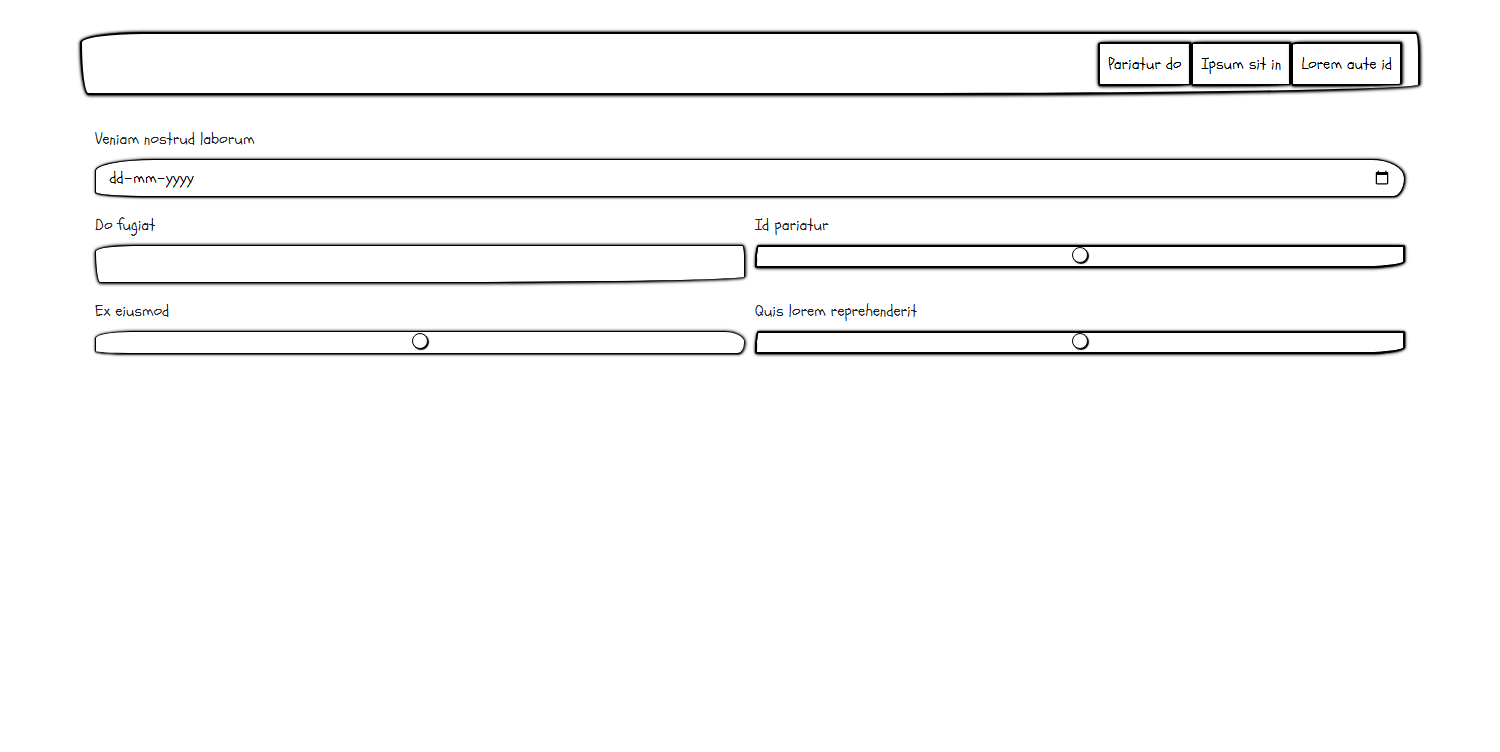 Pariatur do Ipsum sit in Lorem aute id
Veniam nostrud laborum
dd-mm-yyyy
Do fugiat Id pariatur
Ex eiusmod Quis lorem reprehenderit